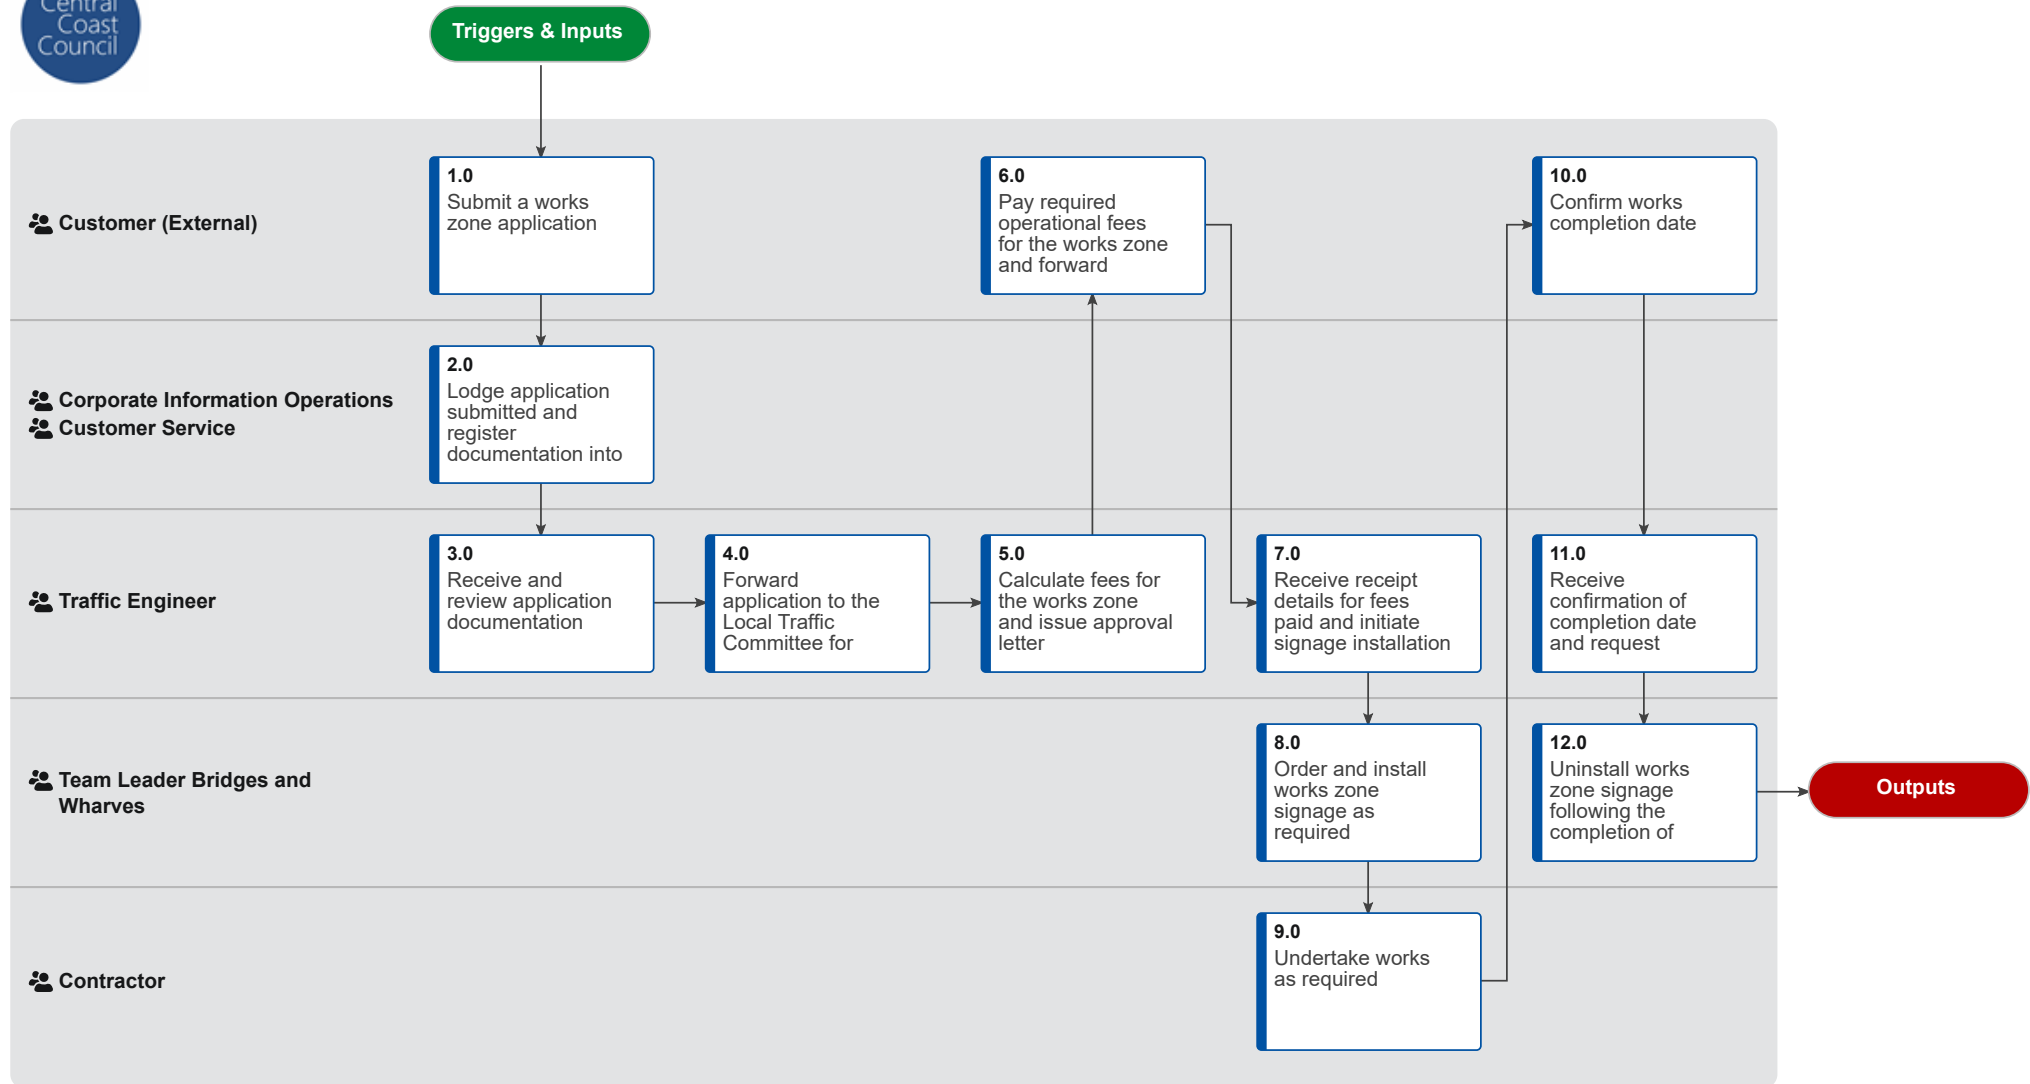 Central
Coast
Council
Triggers & Inputs
Customer (External)
1.0
Submit a works
zone application
6.0
Pay required
operational fees
for the works zone
and forward
10.0
Confirm works
completion date
Corporate Information Operations
Customer Service
2.0
Lodge application
submitted and
register
documentation into
Traffic Engineer
3.0
Receive and
review application
documentation
4.0
Forward
application to the
Local Traffic
Committee for
5.0
Calculate fees for
the works zone
and issue approval
letter
7.0
Receive receipt
details for fees
paid and initiate
signage installation
11.0
Receive
confirmation of
completion date
and request
Team Leader Bridges and
Wharves
8.0
Order and install
works zone
signage as
required
12.0
Uninstall works
zone signage
following the
completion of
Outputs
Contractor
9.0
Undertake works
as required